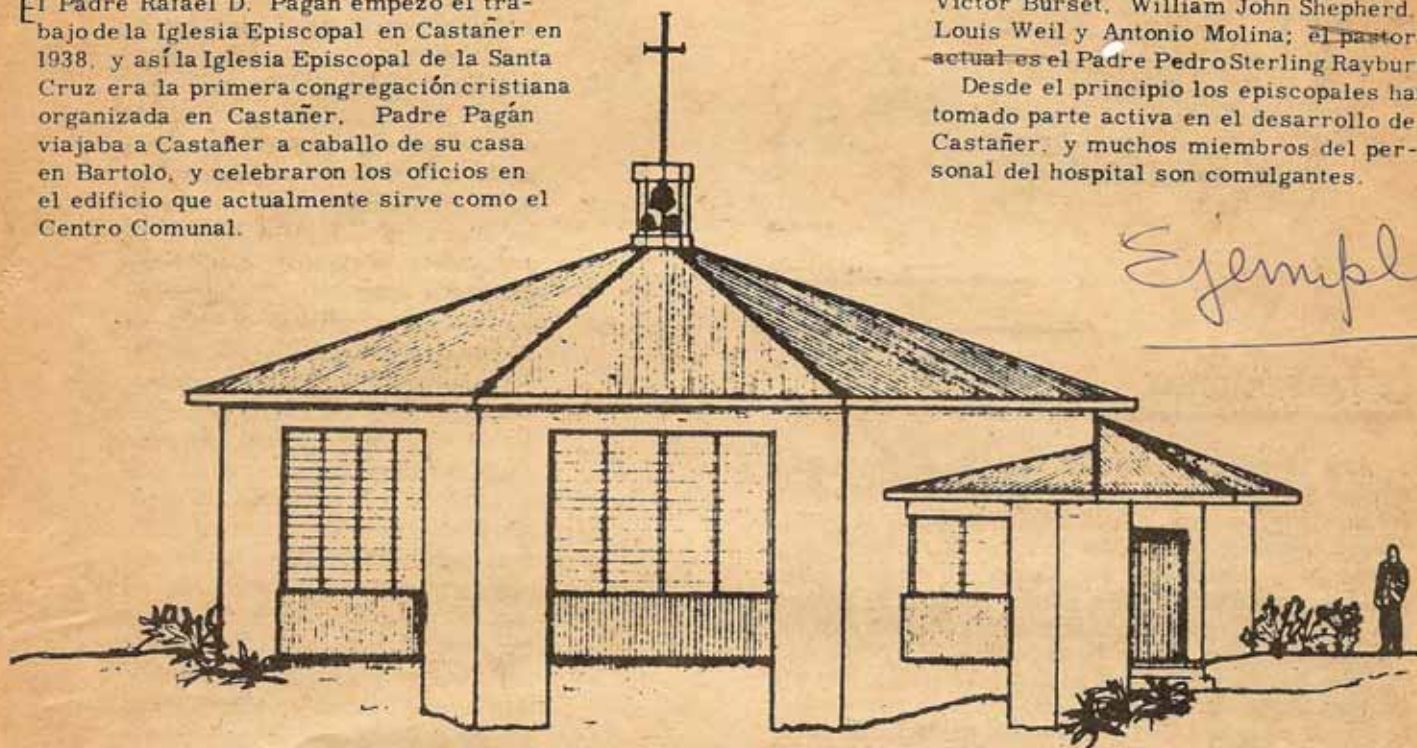 El Padre Rafael D. Pagán empezó el tra-
bajo de la Iglesia Episcopal en Castañer en
1938, y así la Iglesia Episcopal de la Santa
Cruz era la primera congregación cristiana
organizada en Castañer. Padre Pagán
viajaba a Castañer a caballo de su casa
en Bartolo, y celebraron los oficios en
el edificio que actualmente sirve como el
Centro Comunal.
Victor Burset, William John Shepherd,
Louis Weil y Antonio Molina; el pastor
actual es el Padre Pedro Sterling Raybur
Desde el principio los episcopales ha
tomado parte activa en el desarrollo de
Castañer, y muchos miembros del per-
sonal del hospital son comulgantes.
Ejempl